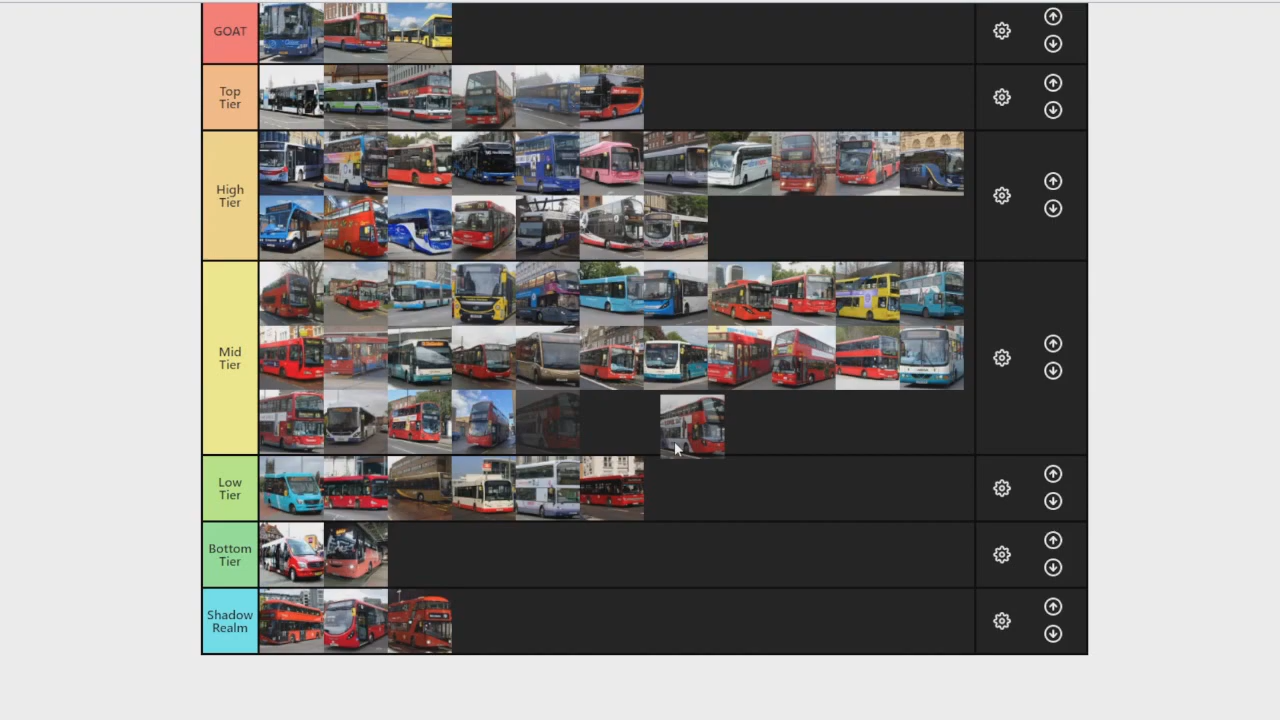 GOAT
Top
Tier
High
Tier
Mid
Tier
Low
Tier
Bottom
Tier
Shadow
Realm